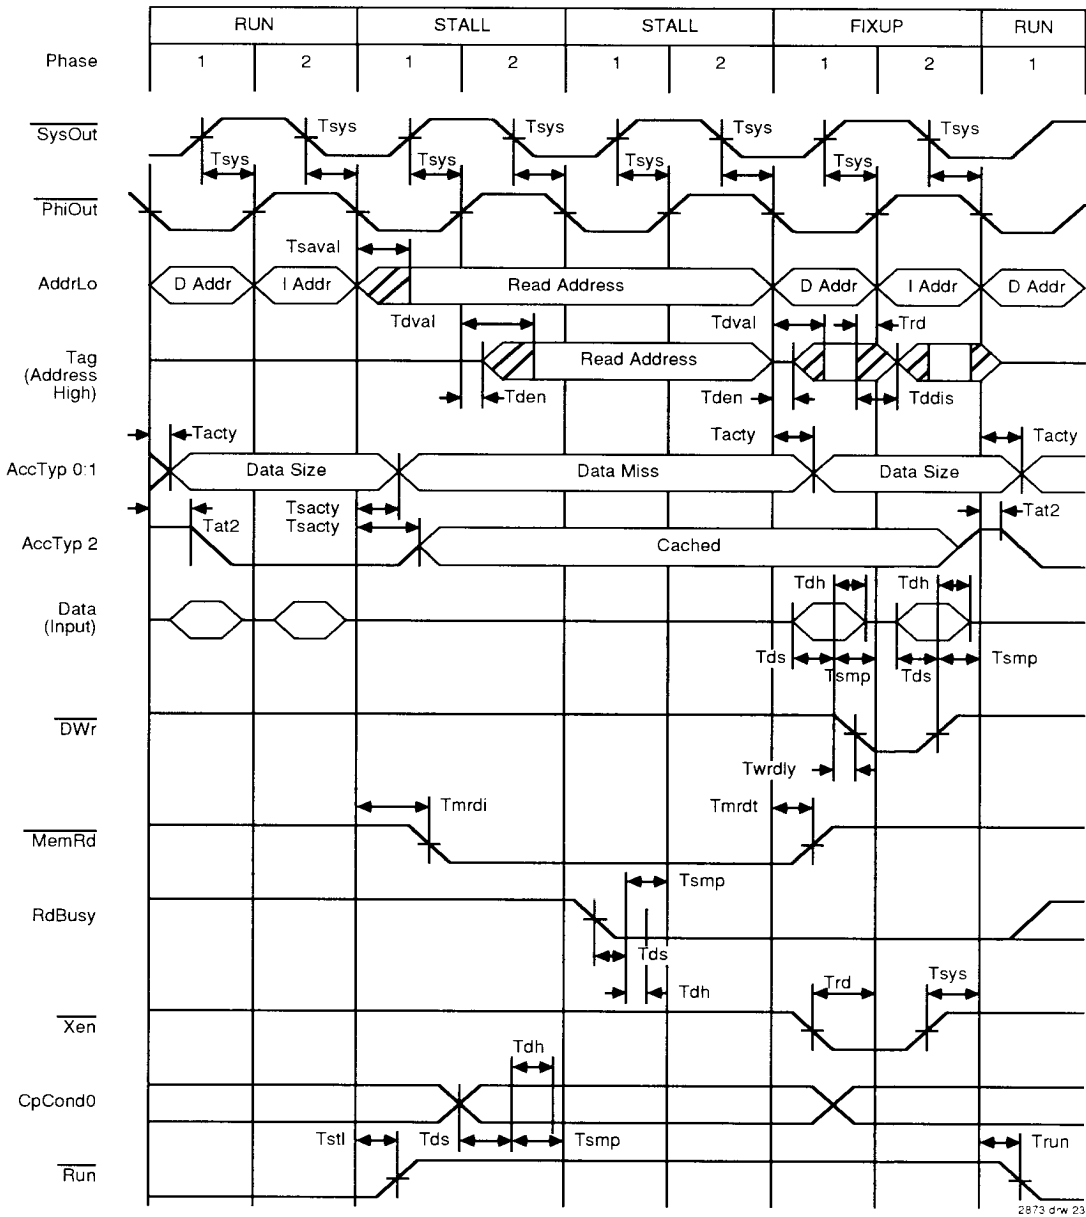 RUN STALL STALL FIXUP RUN
Phase 1 2 1 2 1 2 1 2 1
SysOut Tsys Tsys Tsys Tsys
Tsys Tsys Tsys Tsys
PhiOut
Tsaval
AddrLo D Addr I Addr Read Address D Addr I Addr D Addr
Tdval Tdval Trd
Tag
(Address
High)
Read Address
Tden Tden Tddis
Tacty Tacty Tacty
AccTyp 0:1 Data Size Data Miss Data Size
Tsacty
Tat2 Tsacty Tat2
AccTyp 2 Cached
Tdh Tdh
Data
(Input)
Tds Tsmp Tds Tsmp
DWr
Twrdly
Tmrdi Tmrdt
MemRd
Tsmp
RdBusy
Tds
Tdh
Trd Tsys
Xen
Tdh
CpCond0
Tstl Tds Tsmp Trun
Run
2873 drw 23